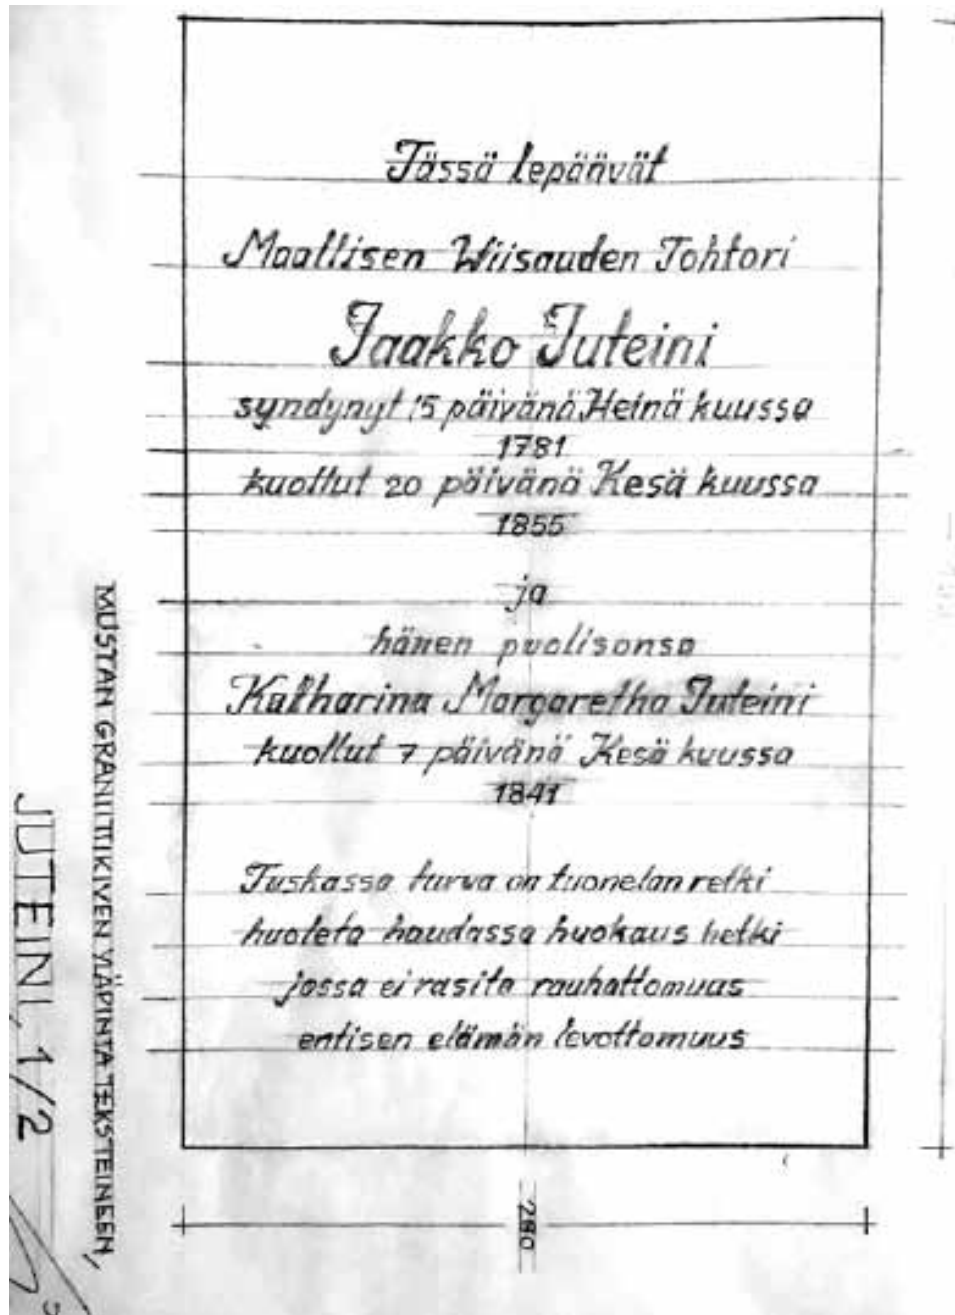 Tässä lepäävät
Maallisen Wiisauden Tohtori
Jaakko Juteini
syndynyt 15 päivänä Heinä kuussa
1781
kuollut 20 päivänä Kesä kuussa
1855
ja
hänen puolisonsa
Katharina Margaretha Juteini
kuollut 7 päivänä Kesä kuussa
1841
Tuskassa turva on tuonelan retki
huoleta haudassa huokaus hetki
jossa ei rasita rauhattomuus
entisen elämän levottomuus
280
MUSTAN GRANIITTIKIVEN YLÄPINTA TEKSTEINEEN,
JUTEINI, 1/2